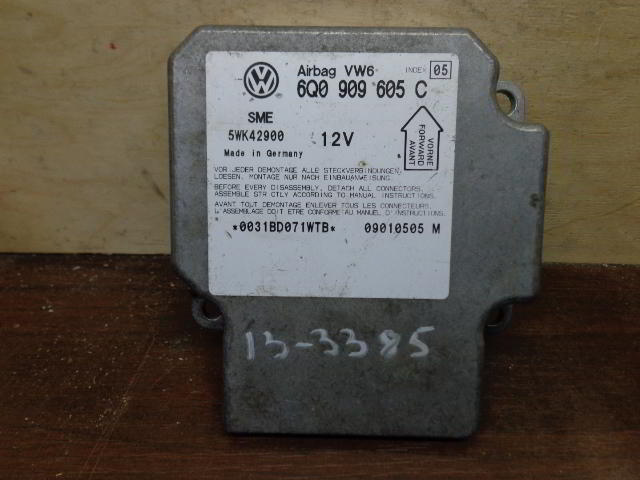 Airbag VW6 INDEX 05
6Q0 909 605 C
SME
5WK42900 12V
Made in Germany
VORNE
FORWARD
AVANT
VOR JEDER DEMONTAGE ALLE STECKVERBINDUNGEN
LOESEN. MONTAGE NUR NACH EINBAUANWEISUNG.
BEFORE EVERY DISASSEMBLY, DETACH ALL CONNECTORS.
ASSEMBLE STRICTLY ACCORDING TO MANUAL INSTRUCTIONS.
AVANT TOUT DEMONTAGE ENLEVER TOUS LES CONNECTEURS.
L'ASSEMBLAGE DOIT ETRE CONFORME AU MANUEL D'INSTRUCTIONS.
*0031BD071WTB* 09010505 M
13-3385